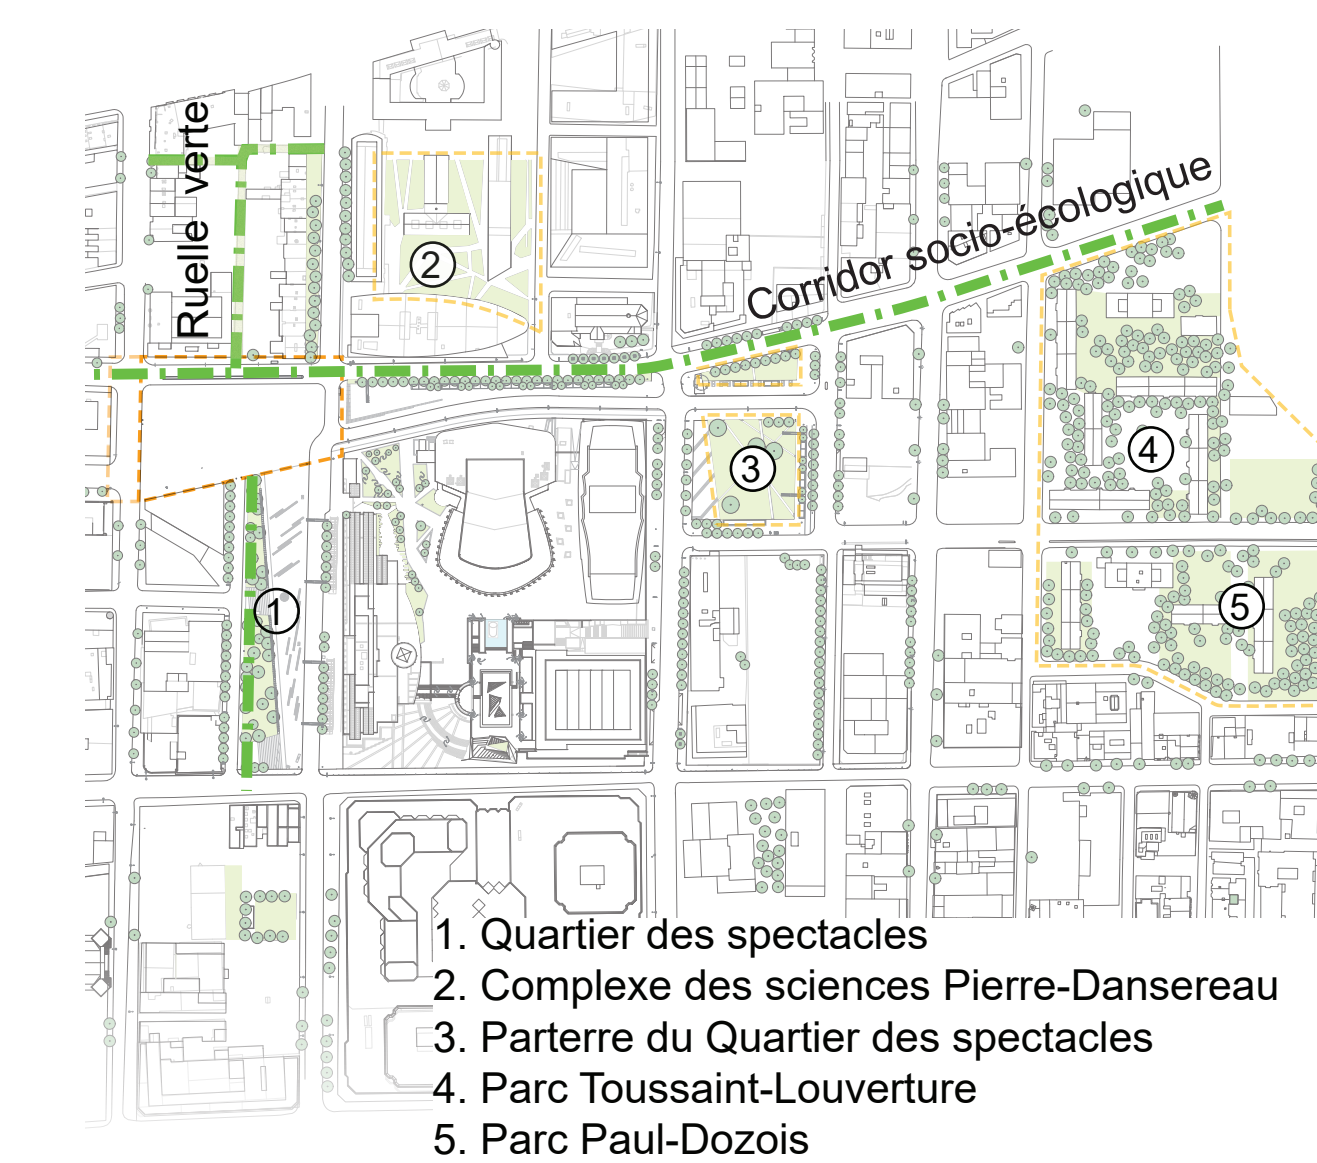 Ruelle verte
Corridor socio-écologique
2
3
4
5
1
1. Quartier des spectacles
2. Complexe des sciences Pierre-Dansereau
3. Parterre du Quartier des spectacles
4. Parc Toussaint-Louverture
5. Parc Paul-Dozois